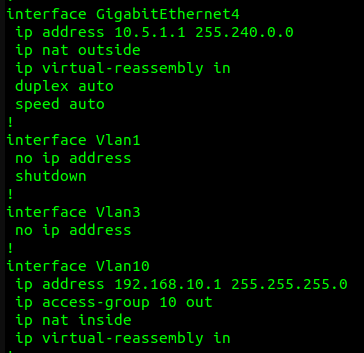 interface GigabitEthernet4
 ip address 10.5.1.1 255.240.0.0
 ip nat outside
 ip virtual-reassembly in
 duplex auto
 speed auto
!
interface Vlan1
 no ip address
 shutdown
!
interface Vlan3
 no ip address
!
interface Vlan10
 ip address 192.168.10.1 255.255.255.0
 ip access-group 10 out
 ip nat inside
 ip virtual-reassembly in